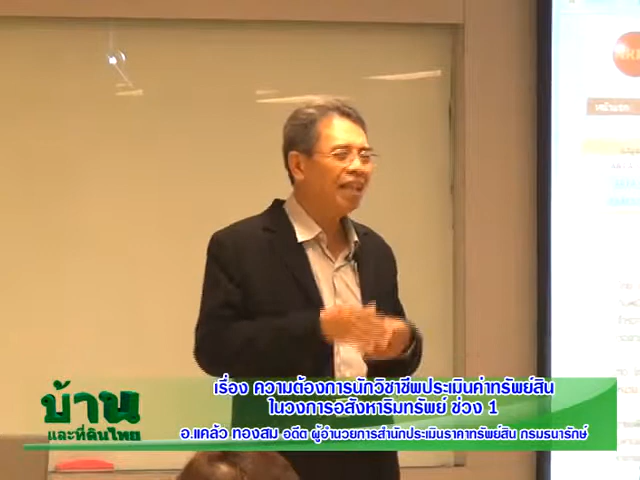 หน้าแรก
เรื่อง ความต้องการนักวิชาชีพประเมินค่าทรัพย์สิน
ในวงการอสังหาริมทรัพย์ ช่วง 1
บ้าน
และที่ดินไทย
อ.แคล้ว ทองสม อดีต ผู้อำนวยการสำนักประเมินราคาทรัพย์สิน กรมธนารักษ์